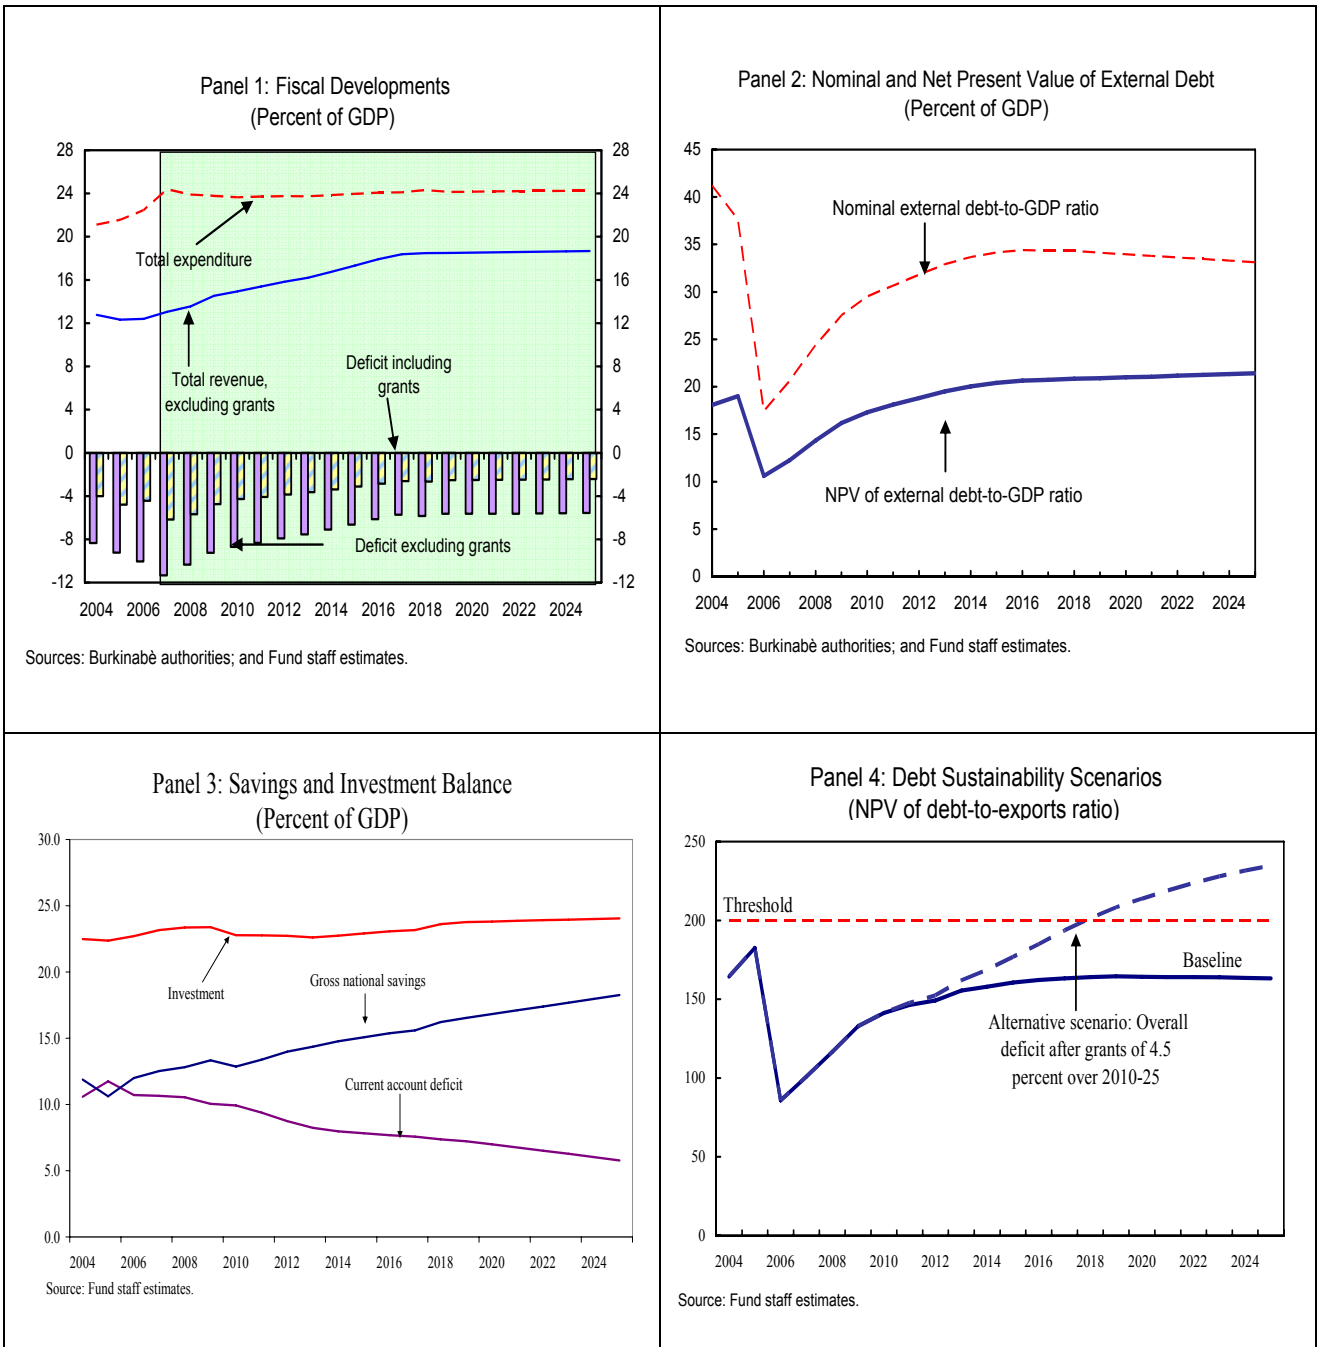 Panel 1: Fiscal Developments
(Percent of GDP)
28
24
20
16
12
8
4
0
-4
-8
-12
28
24
20
16
12
8
4
0
-4
-8
-12
Total expenditure
Total revenue,
excluding grants
Deficit including
grants
Deficit excluding grants
2004 2006 2008 2010 2012 2014 2016 2018 2020 2022 2024
Sources: Burkinabè authorities; and Fund staff estimates.
Panel 2: Nominal and Net Present Value of External Debt
(Percent of GDP)
45
40
35
30
25
20
15
10
5
0
Nominal external debt-to-GDP ratio
NPV of external debt-to-GDP ratio
2004 2006 2008 2010 2012 2014 2016 2018 2020 2022 2024
Sources: Burkinabè authorities; and Fund staff estimates.
Panel 3: Savings and Investment Balance
(Percent of GDP)
30.0
25.0
20.0
15.0
10.0
5.0
0.0
Investment
Gross national savings
Current account deficit
2004 2006 2008 2010 2012 2014 2016 2018 2020 2022 2024
Source: Fund staff estimates.
Panel 4: Debt Sustainability Scenarios
(NPV of debt-to-exports ratio)
250
200
150
100
50
0
Threshold
Baseline
Alternative scenario: Overall
deficit after grants of 4.5
percent over 2010-25
2004 2006 2008 2010 2012 2014 2016 2018 2020 2022 2024
Source: Fund staff estimates.